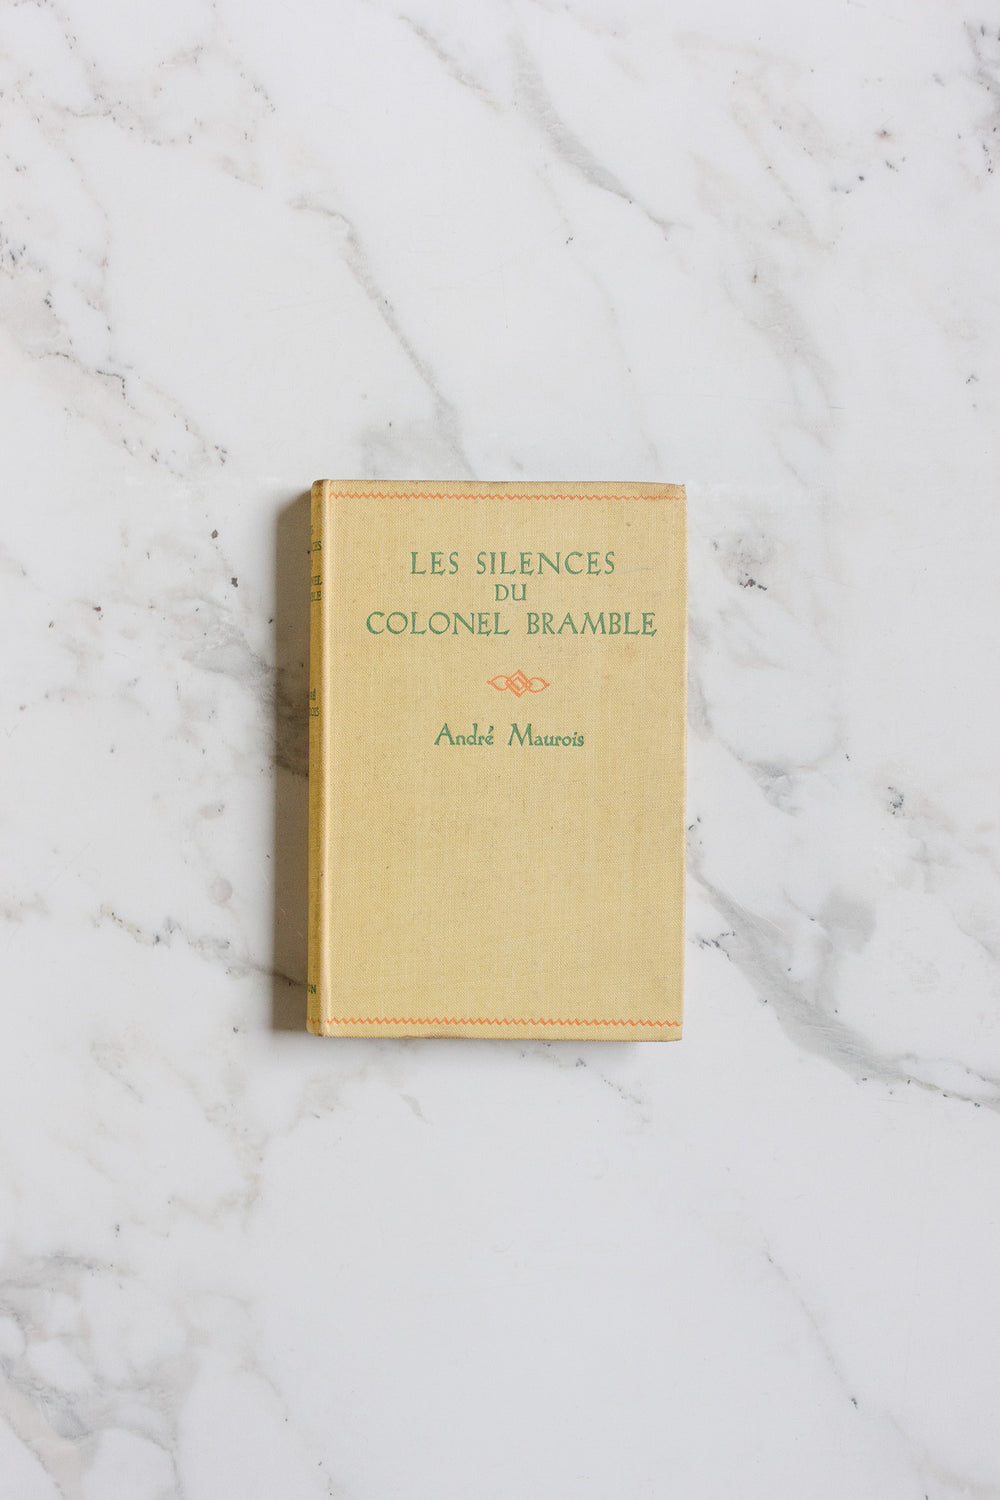 LES SILENCES
DU
COLONEL BRAMBLE
André Maurois